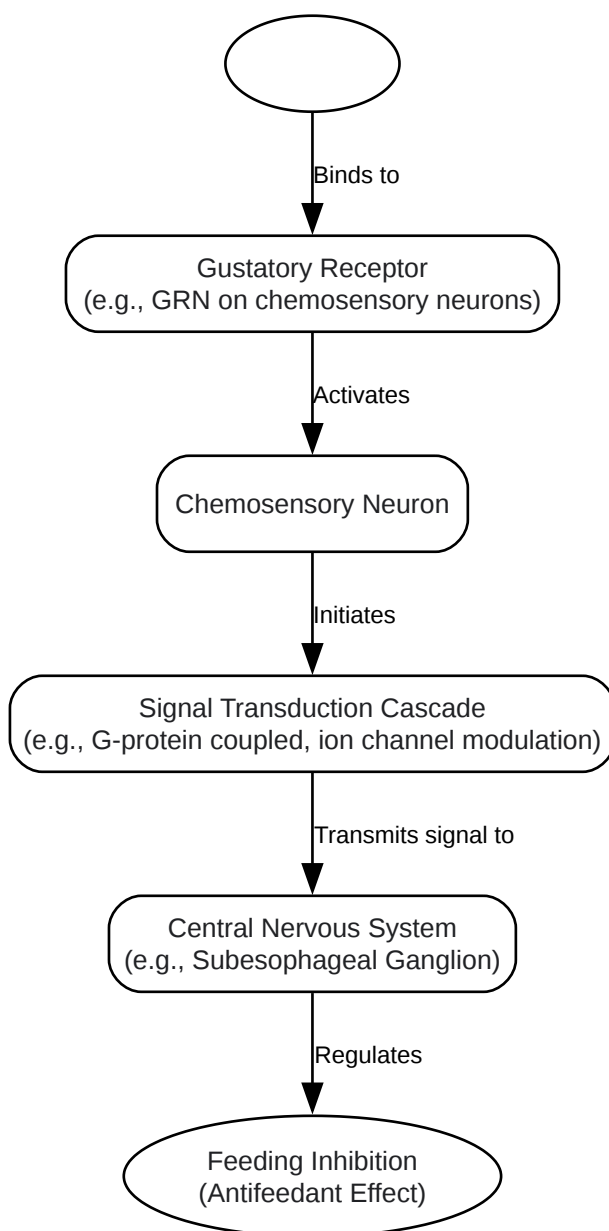 Binds to
Gustatory Receptor
(e.g., GRN on chemosensory neurons)
Activates
Chemosensory Neuron
Initiates
Signal Transduction Cascade
(e.g., G-protein coupled, ion channel modulation)
Transmits signal to
Central Nervous System
(e.g., Subesophageal Ganglion)
Regulates
Feeding Inhibition
(Antifeedant Effect)